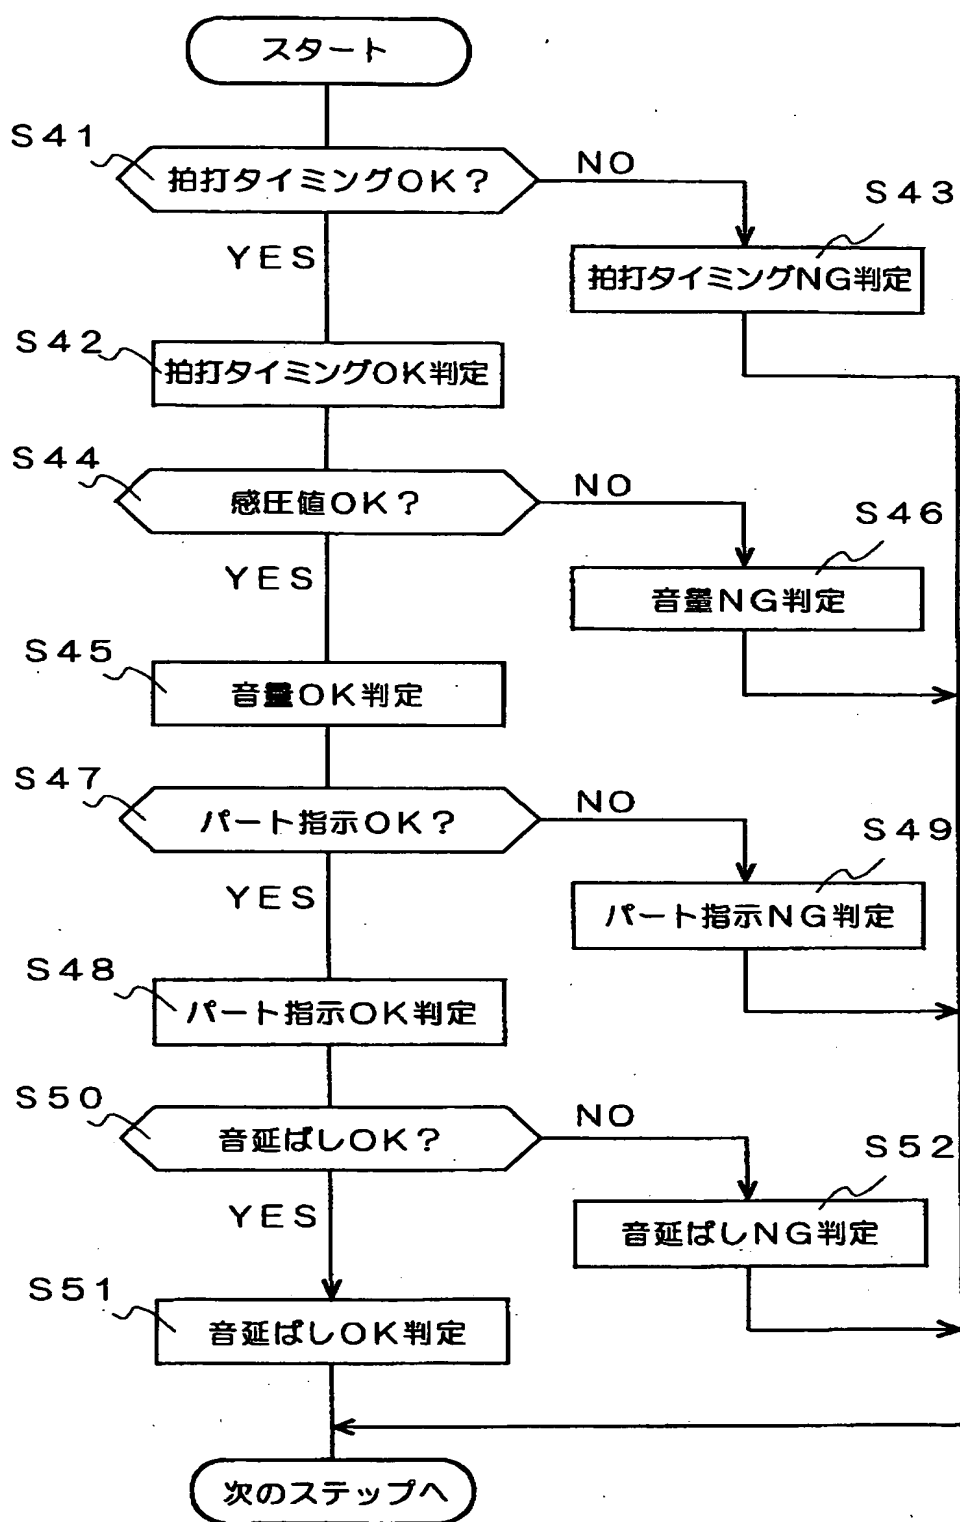 スタート
S41
拍打タイミングOK?
NO
S43
YES
拍打タイミングNG判定
S42
拍打タイミングOK判定
S44
感圧値OK?
NO
S46
YES
音量NG判定
S45
音量OK判定
S47
パート指示OK?
NO
S49
YES
パート指示NG判定
S48
パート指示OK判定
S50
音延ばしOK?
NO
S52
YES
音延ばしNG判定
S51
音延ばしOK判定
次のステップへ